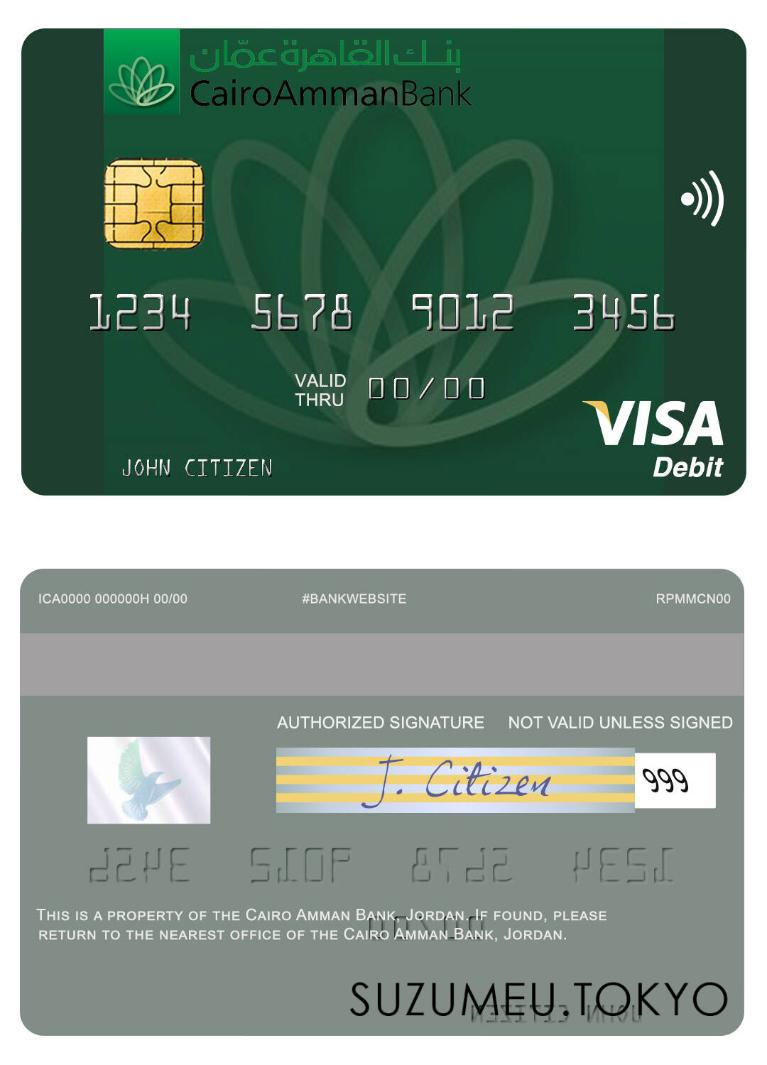 بنك القاهرة عمّان
CairoAmmanBank
1234 5678 9012 3456
VALID THRU 00/00
VISA
Debit
JOHN CITIZEN
ICA0000 000000H 00/00 #BANKWEBSITE RPMMCN00
AUTHORIZED SIGNATURE NOT VALID UNLESS SIGNED
J. Citizen 999
THIS IS A PROPERTY OF THE CAIRO AMMAN BANK, JORDAN. IF FOUND, PLEASE
RETURN TO THE NEAREST OFFICE OF THE CAIRO AMMAN BANK, JORDAN.
SUZUMEU.TOKYO